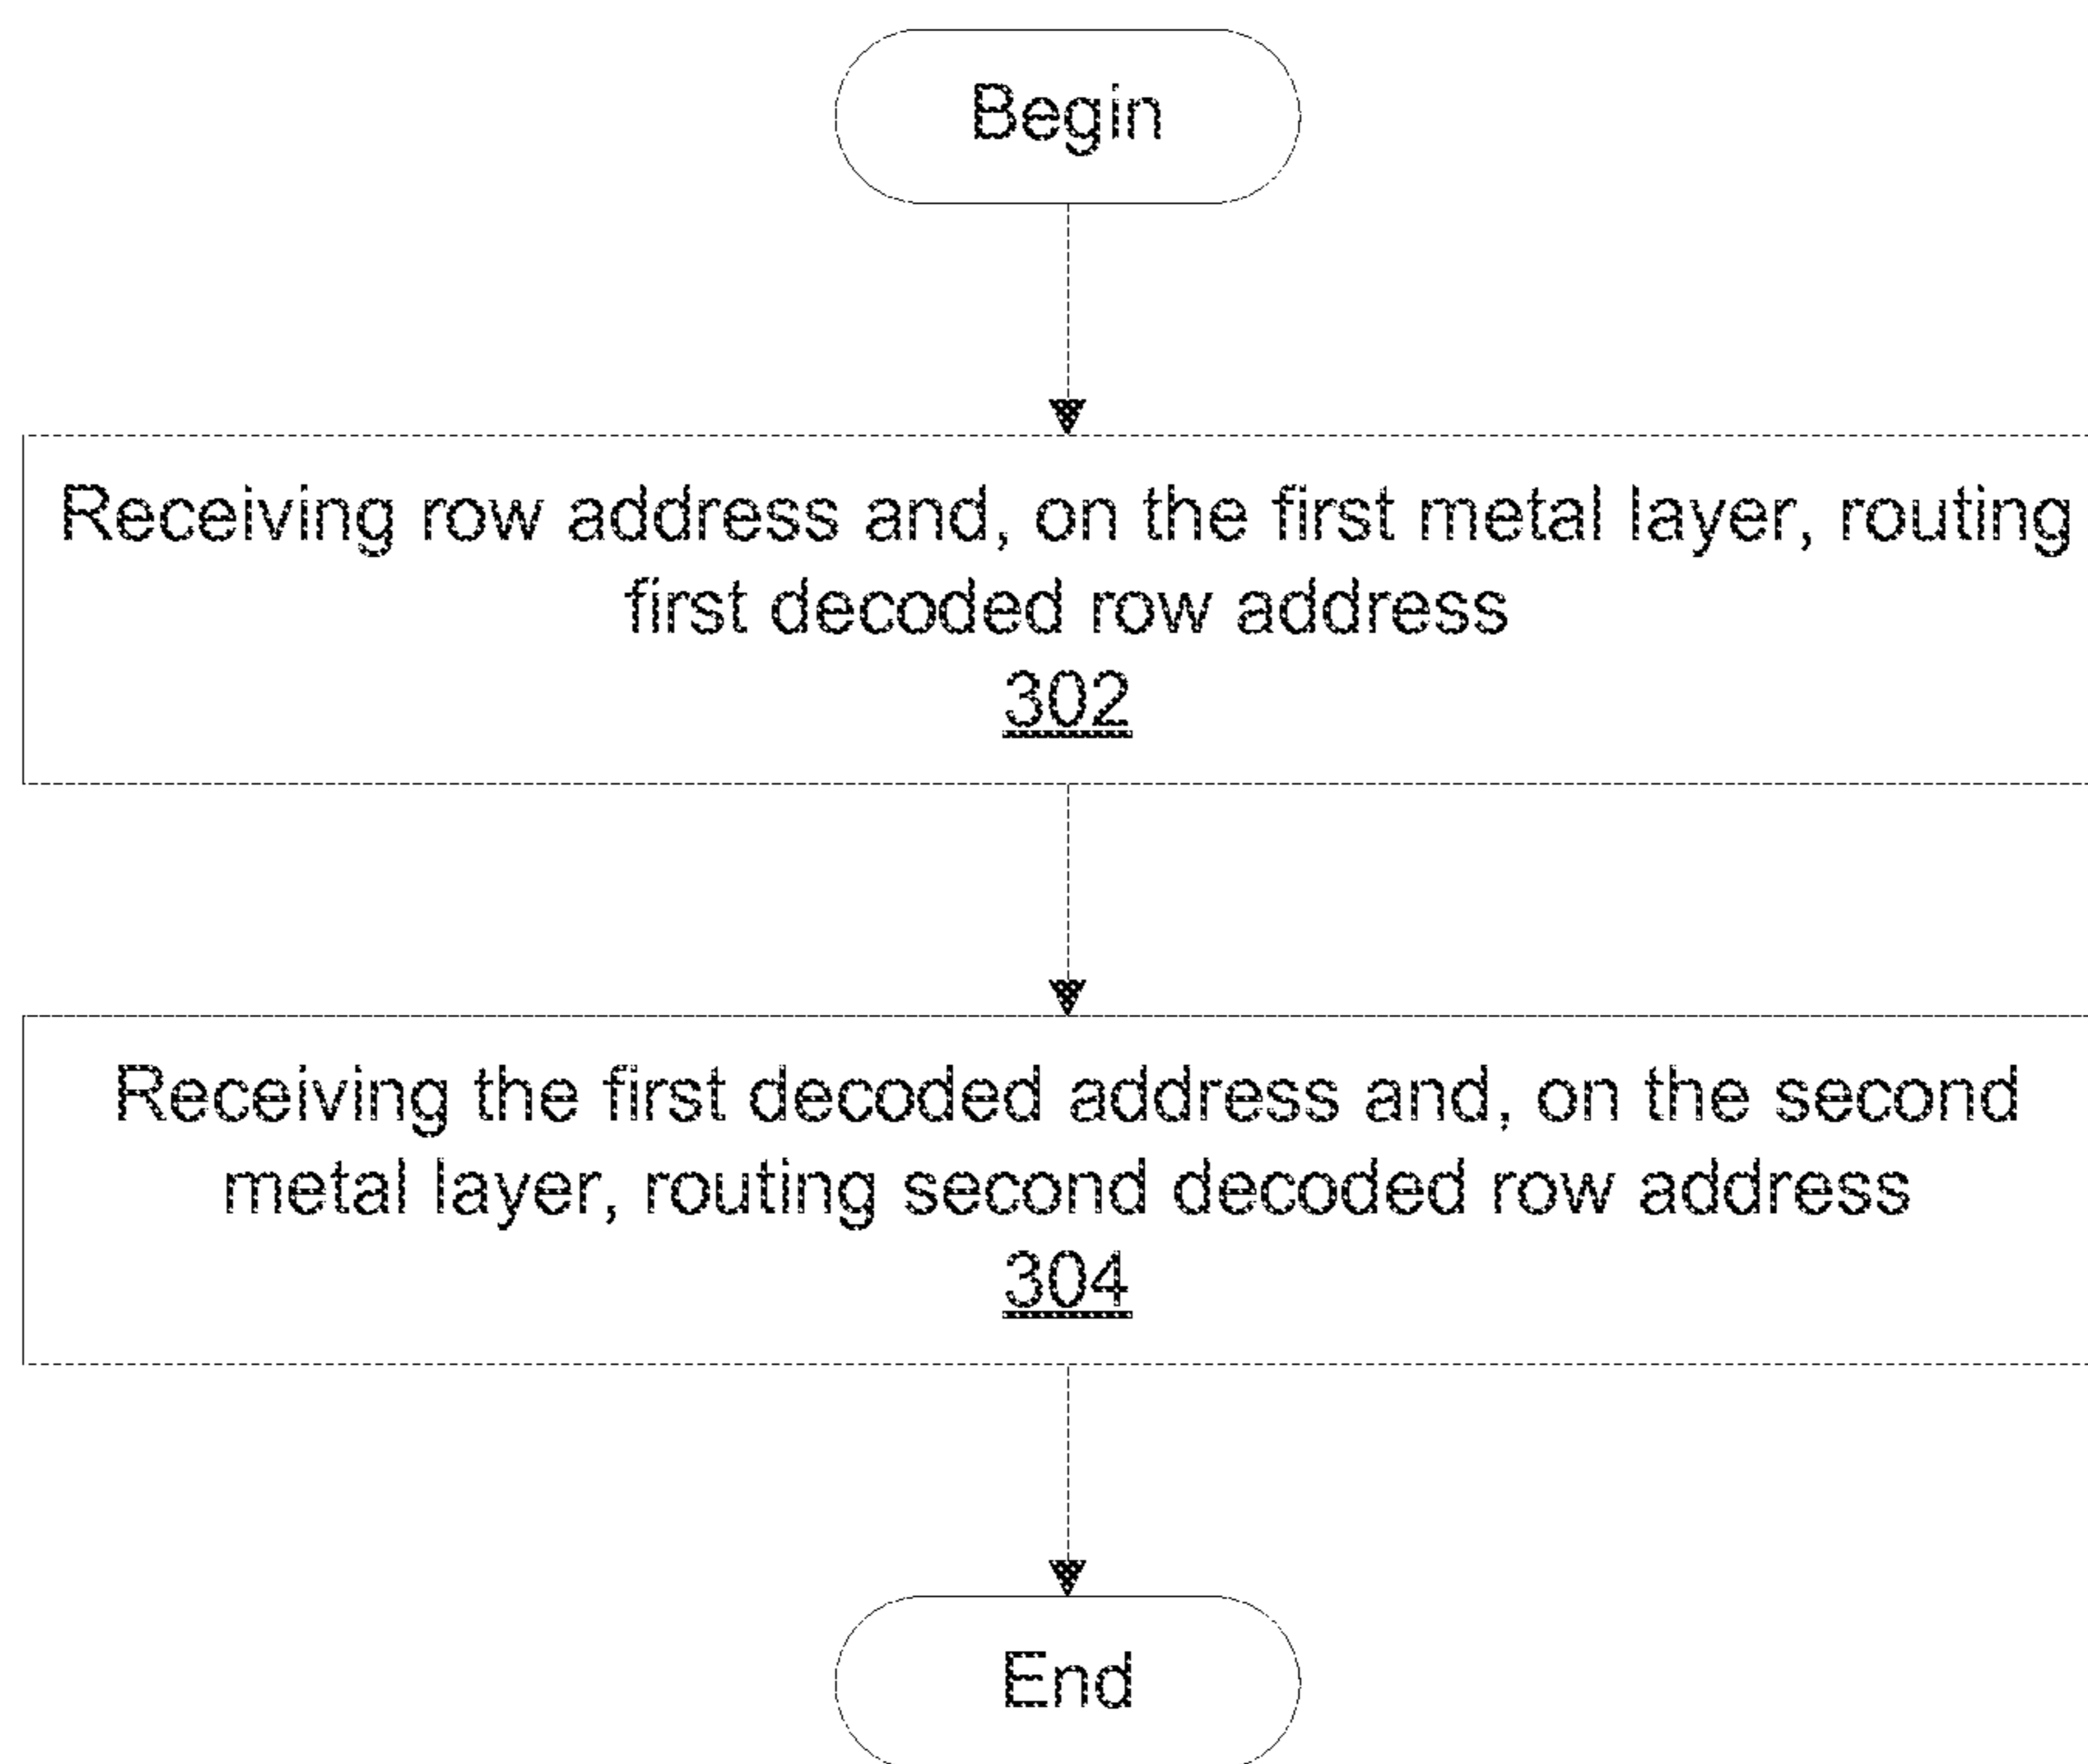 Begin
Receiving row address and, on the first metal layer, routing
first decoded row address
302
Receiving the first decoded address and, on the second
metal layer, routing second decoded row address
304
End